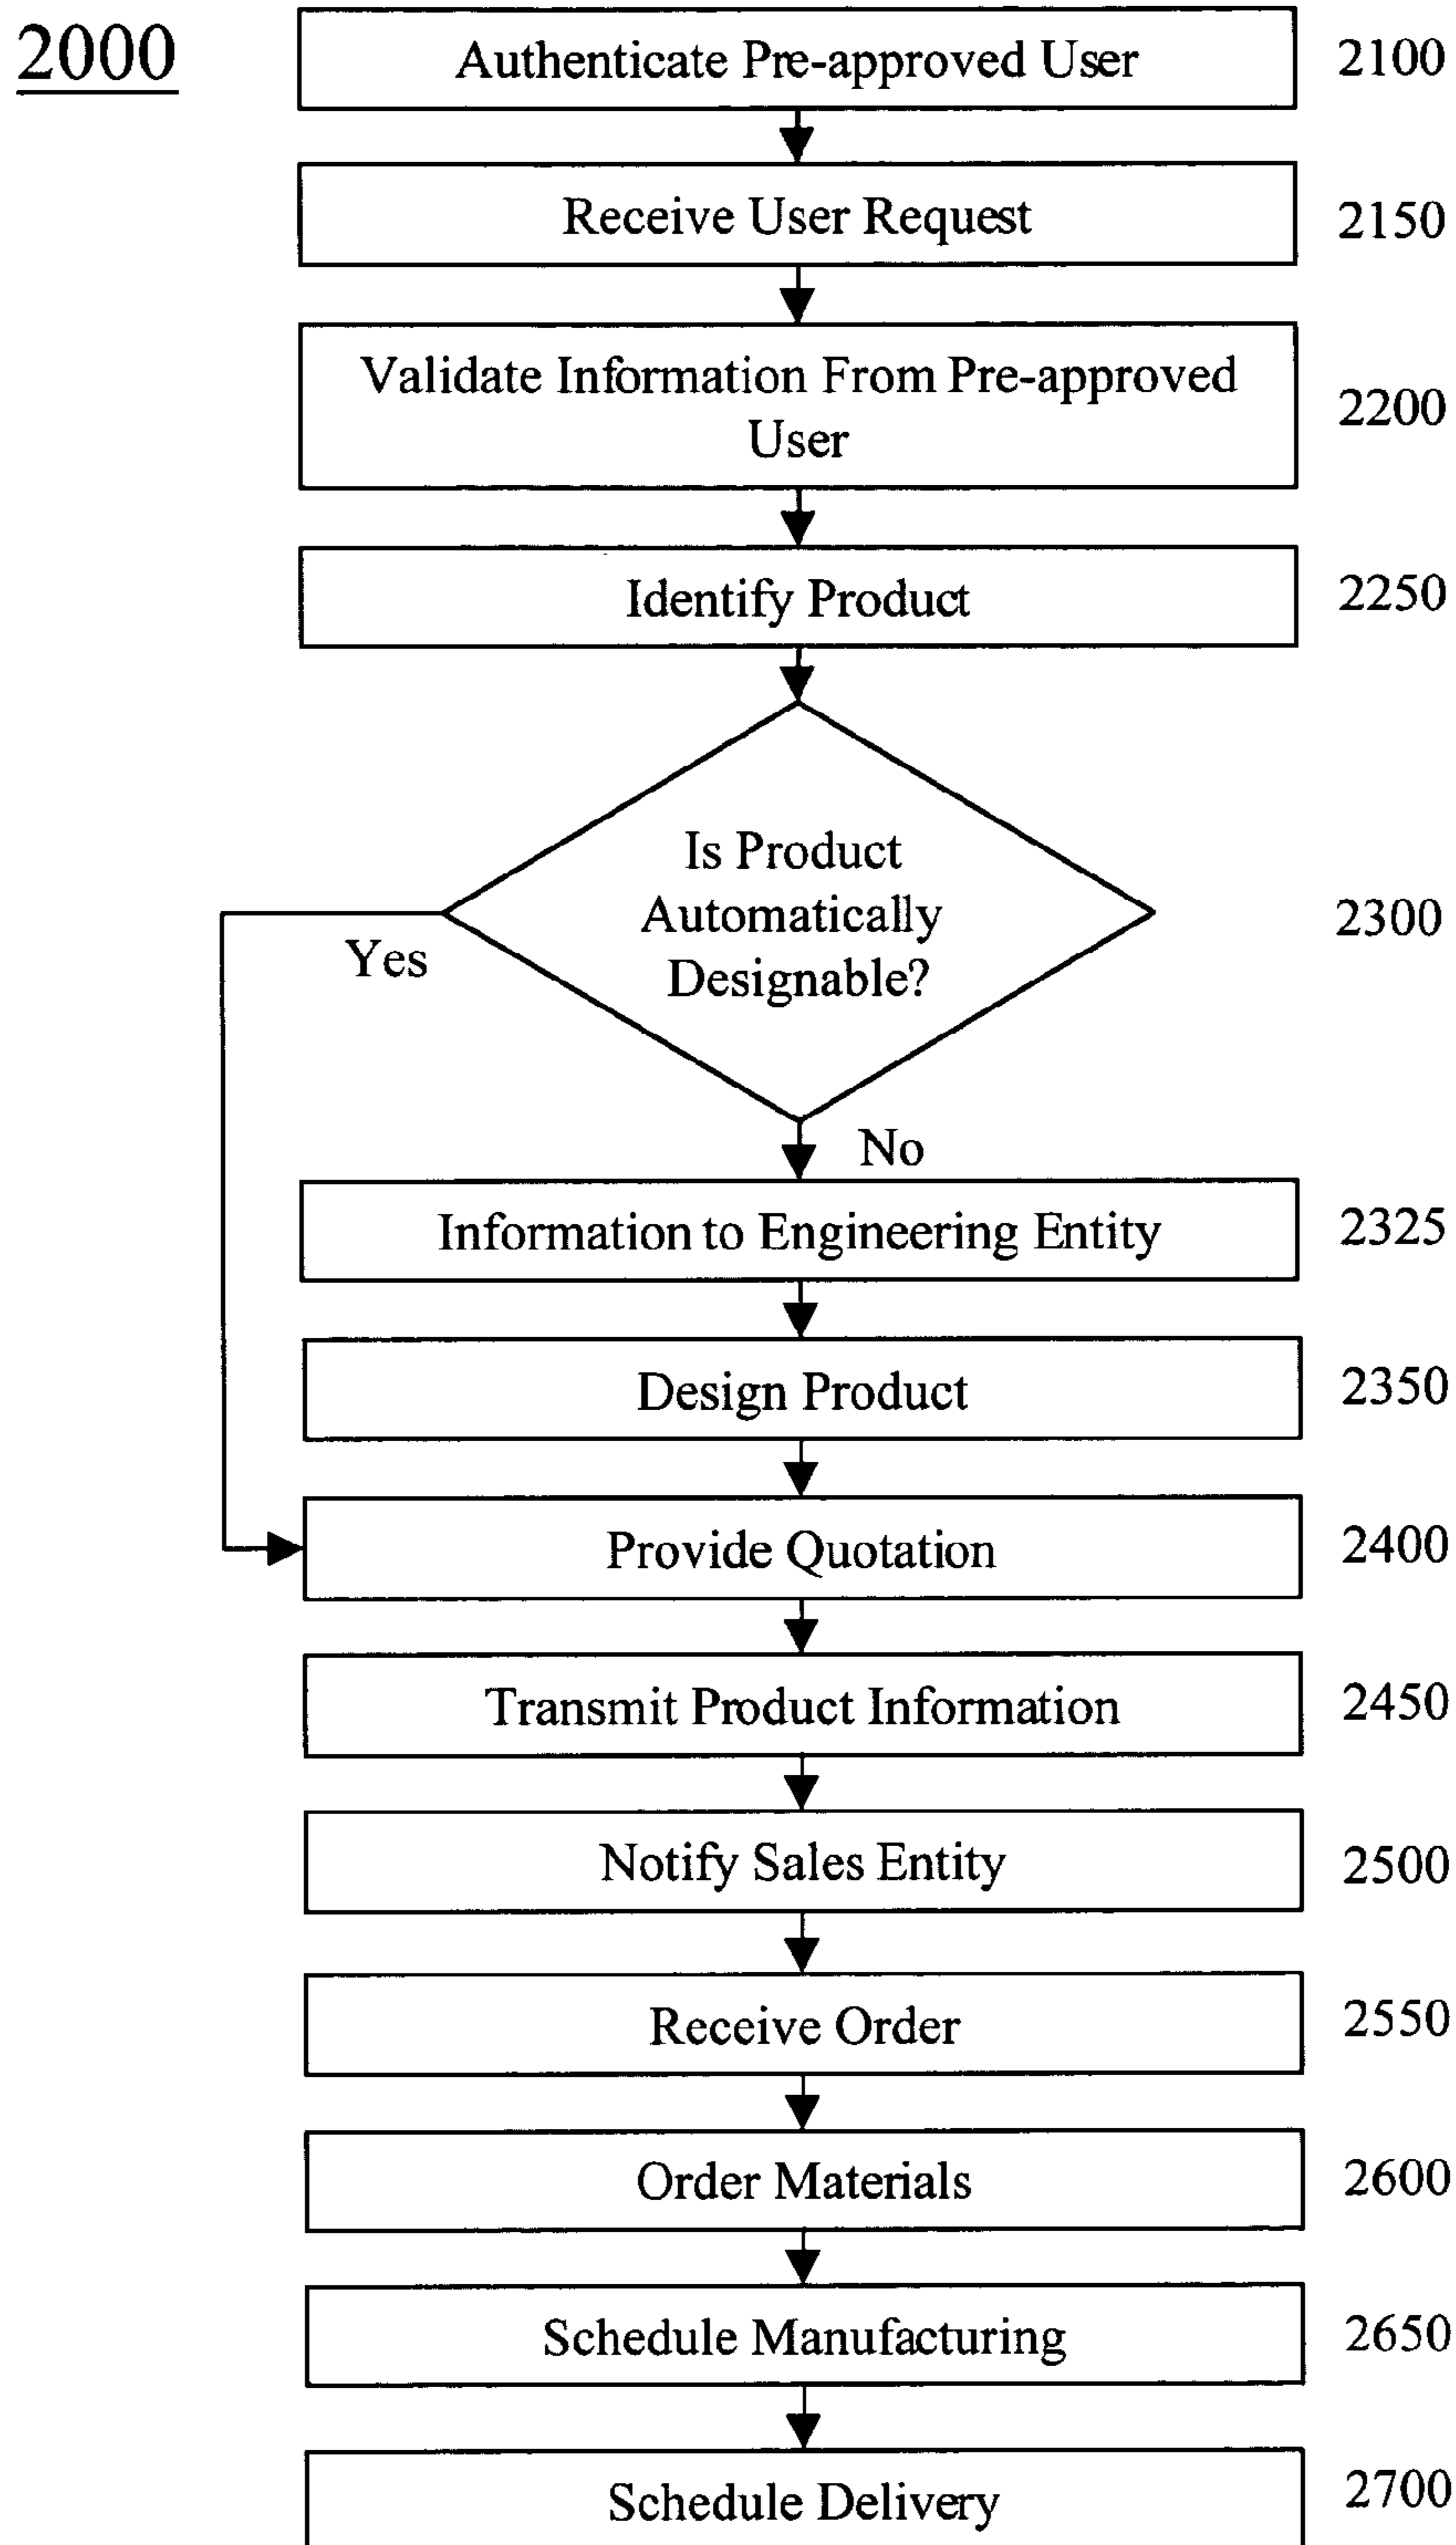 2000
Authenticate Pre-approved User 2100
Receive User Request 2150
Validate Information From Pre-approved
User
2200
Identify Product 2250
Is Product
Automatically
Designable?
2300
Yes
No
Information to Engineering Entity 2325
Design Product 2350
Provide Quotation 2400
Transmit Product Information 2450
Notify Sales Entity 2500
Receive Order 2550
Order Materials 2600
Schedule Manufacturing 2650
Schedule Delivery 2700